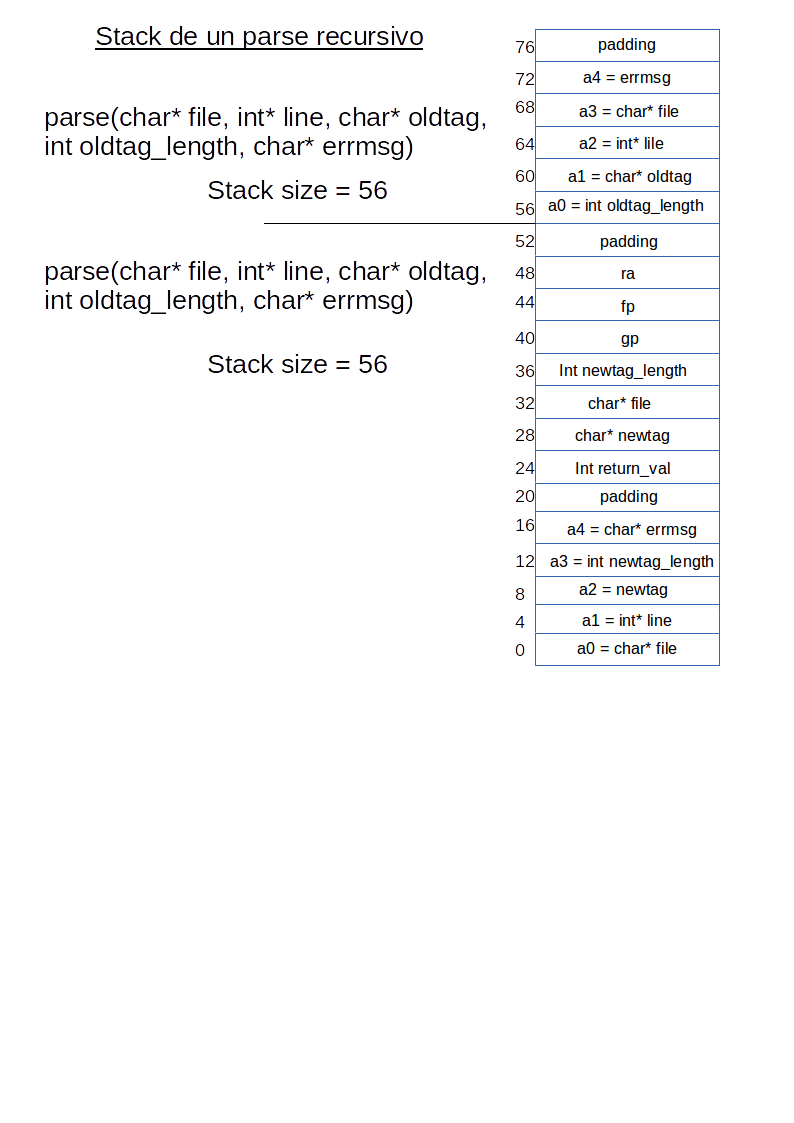 Stack de un parse recursivo
parse(char* file, int* line, char* oldtag,
int oldtag_length, char* errmsg)
Stack size = 56
parse(char* file, int* line, char* oldtag,
int oldtag_length, char* errmsg)
Stack size = 56
76 padding
72 a4 = errmsg
68 a3 = char* file
64 a2 = int* lile
60 a1 = char* oldtag
56 a0 = int oldtag_length
52 padding
48 ra
44 fp
40 gp
36 Int newtag_length
32 char* file
28 char* newtag
24 Int return_val
20 padding
16 a4 = char* errmsg
12 a3 = int newtag_length
8 a2 = newtag
4 a1 = int* line
0 a0 = char* file